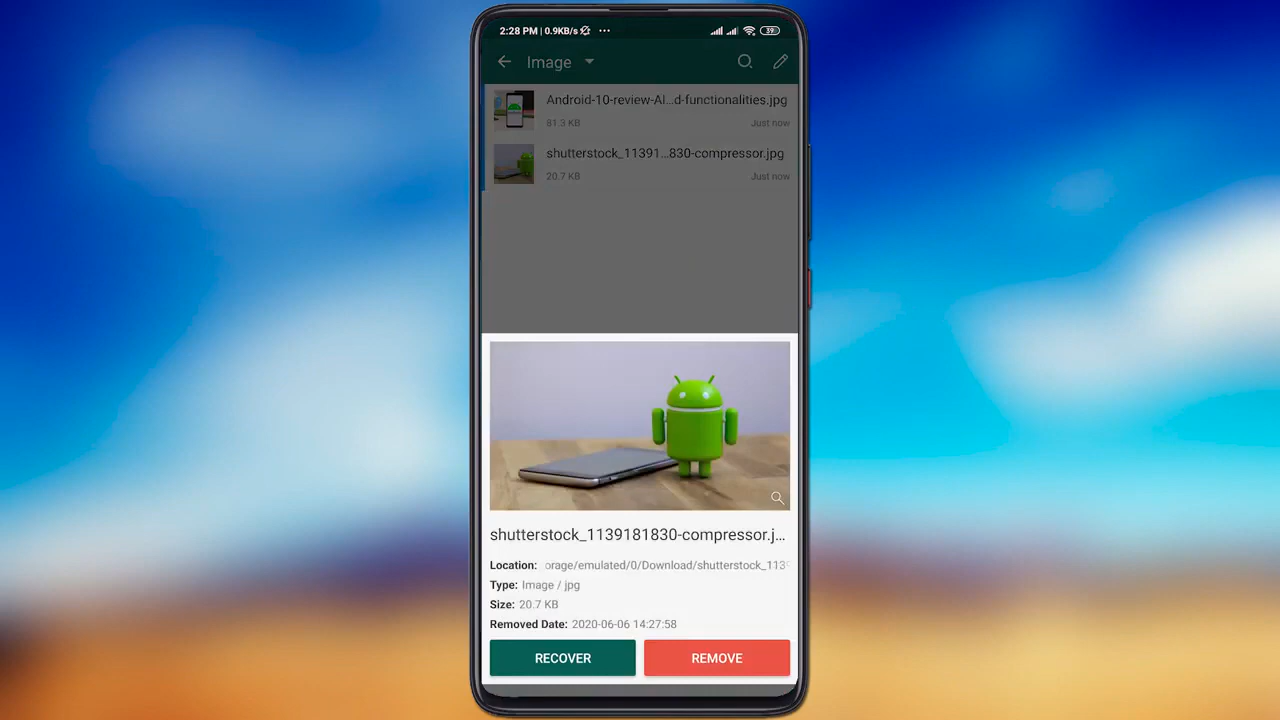 2:28 PM | 0.9KB/s ...
39
Image
Android-10-review-Al...d-functionalities.jpg
81.3 KB
Just now
shutterstock_11391...830-compressor.jpg
20.7 KB
Just now
shutterstock_1139181830-compressor.j...
Location: orage/emulated/0/Download/shutterstock_113
Type: Image / jpg
Size: 20.7 KB
Removed Date: 2020-06-06 14:27:58
RECOVER
REMOVE